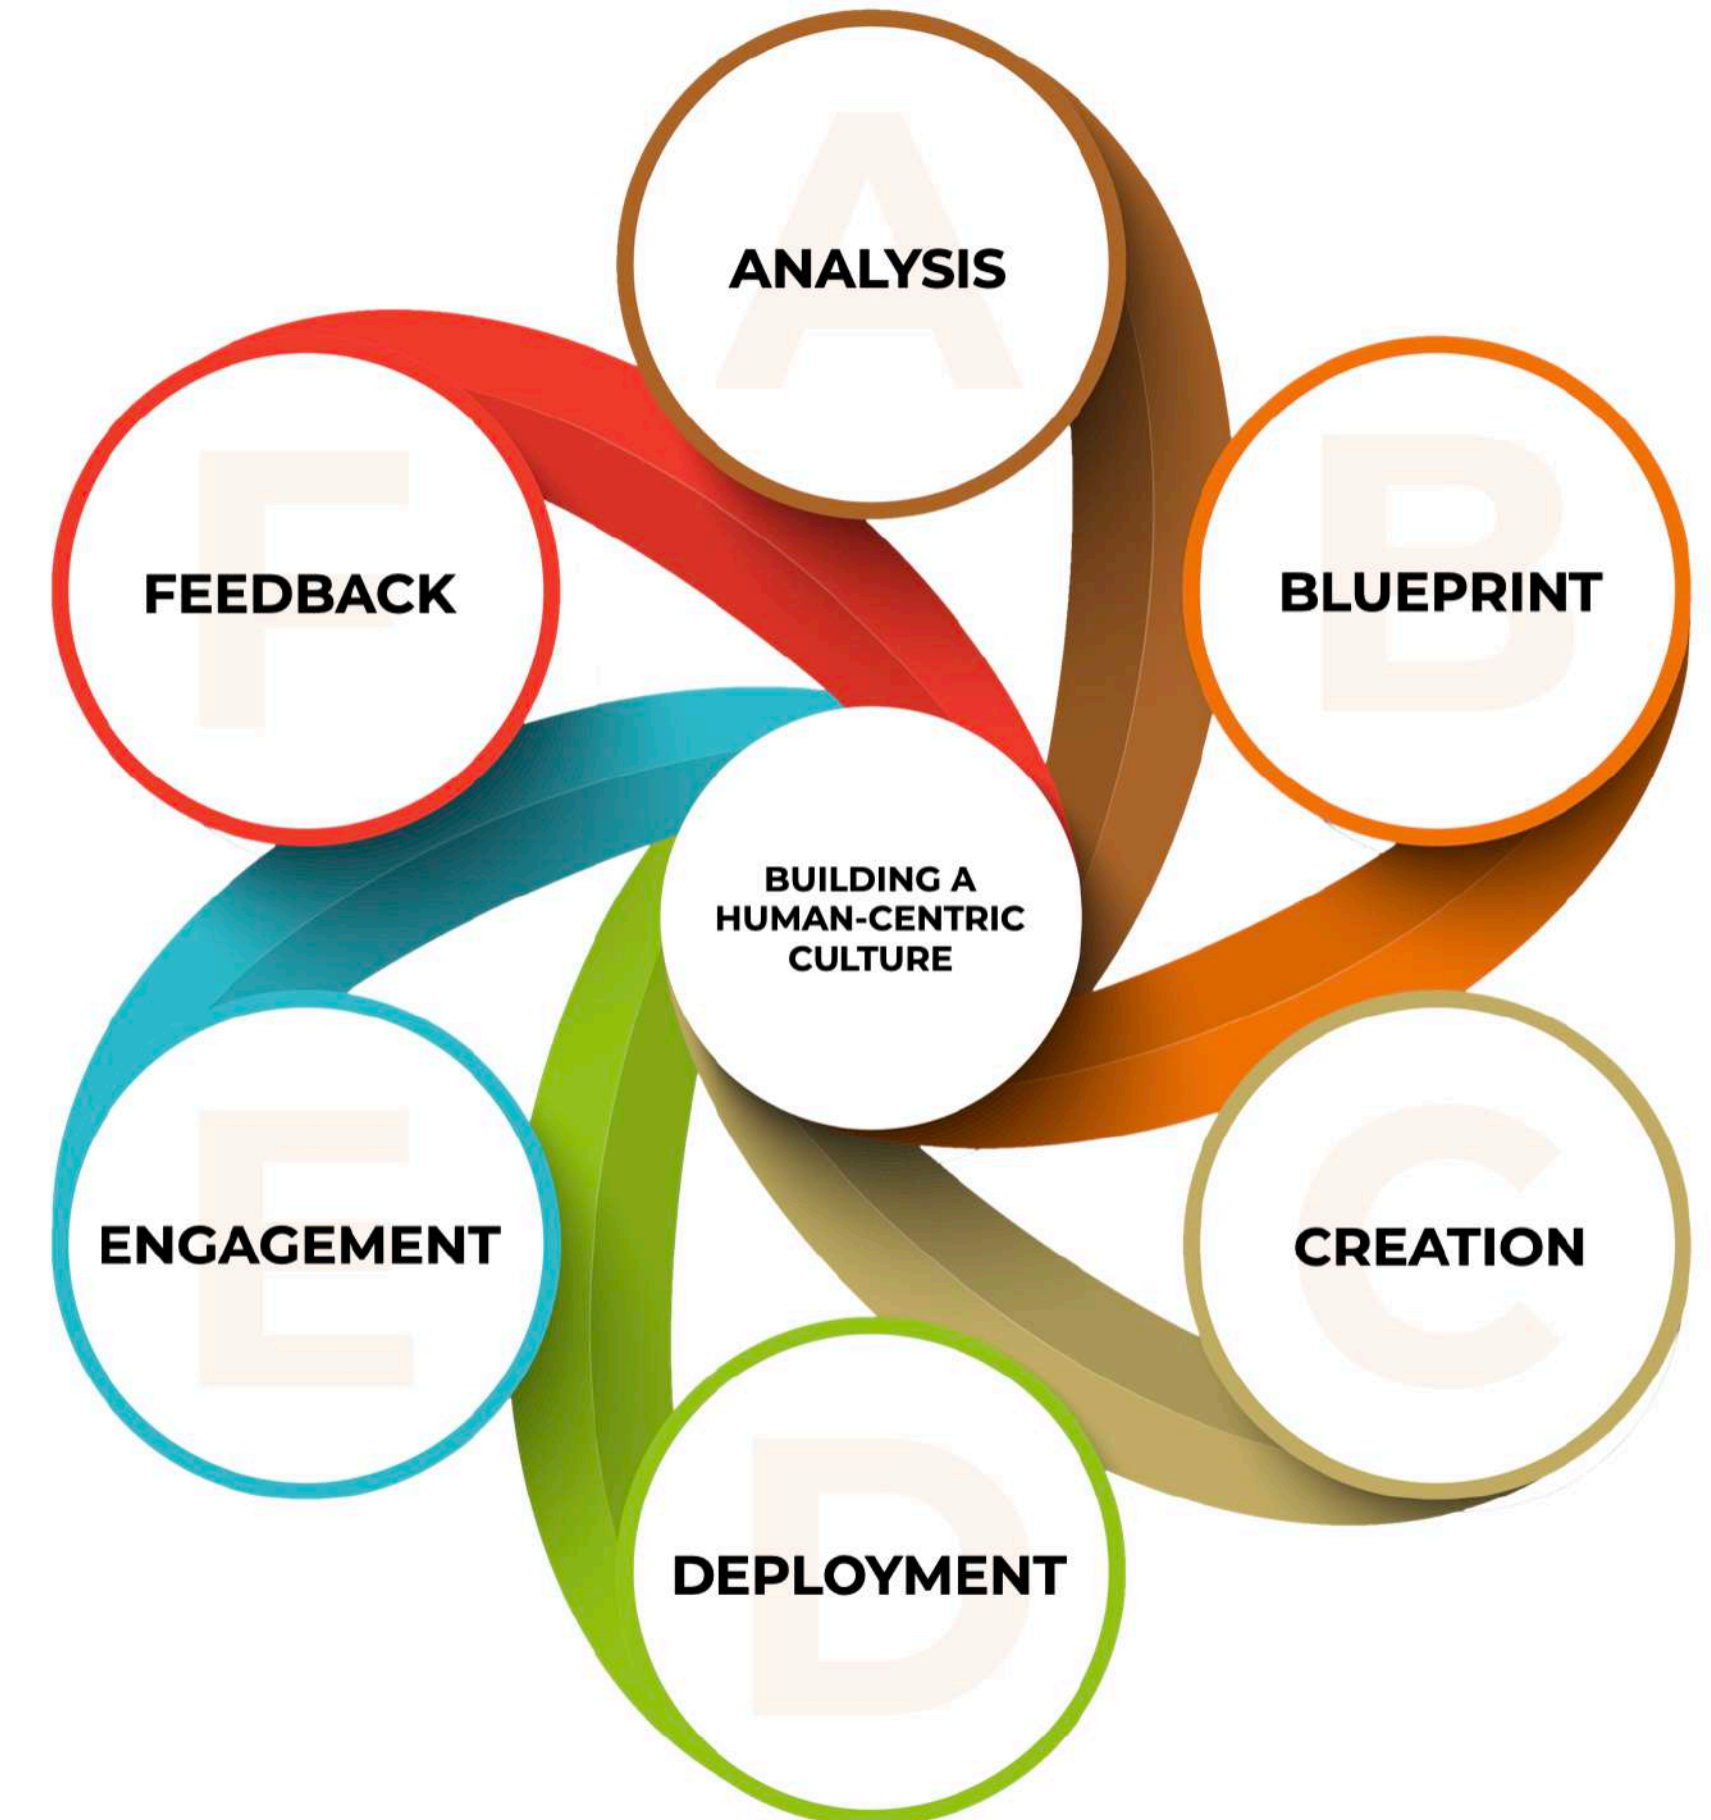 A
ANALYSIS
B
BLUEPRINT
C
CREATION
D
DEPLOYMENT
E
ENGAGEMENT
F
FEEDBACK
BUILDING A
HUMAN-CENTRIC
CULTURE